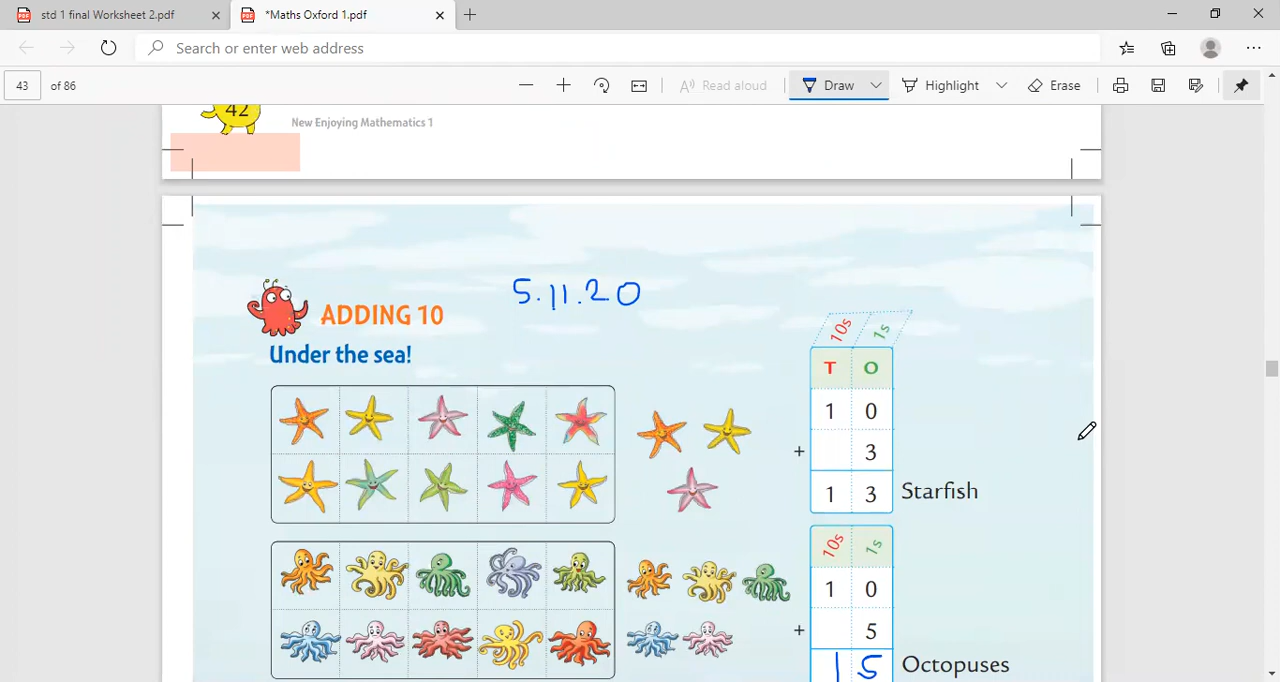 std 1 final Worksheet 2.pdf
*Maths Oxford 1.pdf
Search or enter web address
43 of 86
Read aloud
Draw
Highlight
Erase
42
New Enjoying Mathematics 1
5.11.20
ADDING 10
Under the sea!
10s 1s
T O
1 0
+ 3
1 3 Starfish
10s 1s
1 0
+ 5
1 5 Octopuses